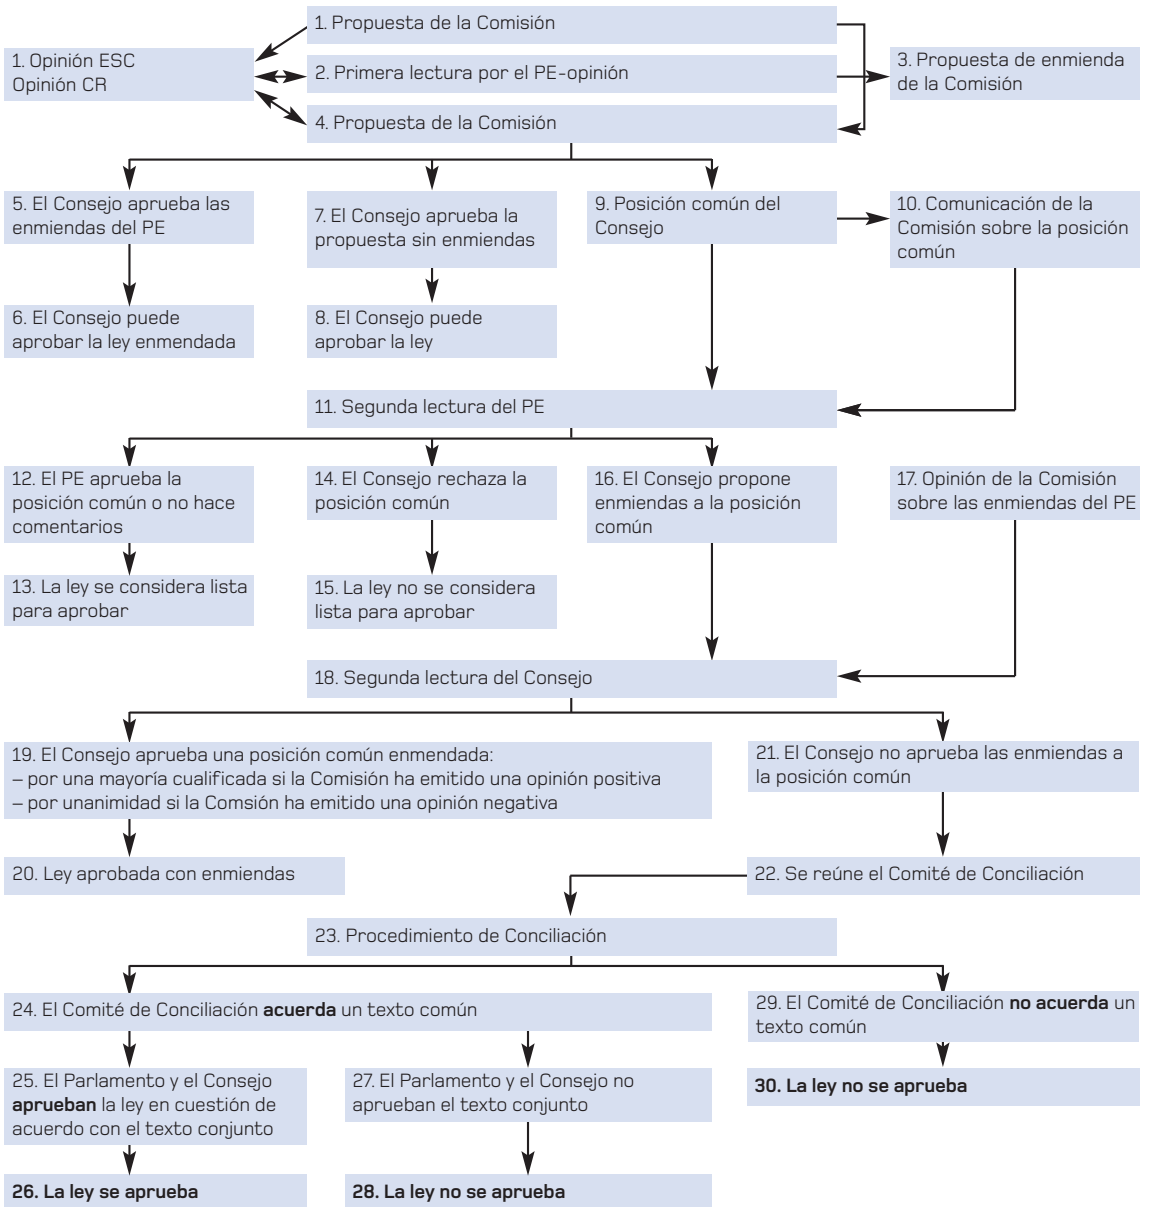 1. Propuesta de la Comisión
1. Opinión ESC
Opinión CR
2. Primera lectura por el PE-opinión
3. Propuesta de enmienda
de la Comisión
4. Propuesta de la Comisión
5. El Consejo aprueba las
enmiendas del PE
7. El Consejo aprueba la
propuesta sin enmiendas
9. Posición común del
Consejo
10. Comunicación de la
Comisión sobre la posición
común
6. El Consejo puede
aprobar la ley enmendada
8. El Consejo puede
aprobar la ley
11. Segunda lectura del PE
12. El PE aprueba la
posición común o no hace
comentarios
14. El Consejo rechaza la
posición común
16. El Consejo propone
enmiendas a la posición
común
17. Opinión de la Comisión
sobre las enmiendas del PE
13. La ley se considera lista
para aprobar
15. La ley no se considera
lista para aprobar
18. Segunda lectura del Consejo
19. El Consejo aprueba una posición común enmendada:
– por una mayoría cualificada si la Comisión ha emitido una opinión positiva
– por unanimidad si la Comsión ha emitido una opinión negativa
21. El Consejo no aprueba las enmiendas a
la posición común
20. Ley aprobada con enmiendas
22. Se reúne el Comité de Conciliación
23. Procedimiento de Conciliación
24. El Comité de Conciliación acuerda un texto común
29. El Comité de Conciliación no acuerda un
texto común
25. El Parlamento y el Consejo
aprueban la ley en cuestión de
acuerdo con el texto conjunto
27. El Parlamento y el Consejo no
aprueban el texto conjunto
30. La ley no se aprueba
26. La ley se aprueba
28. La ley no se aprueba